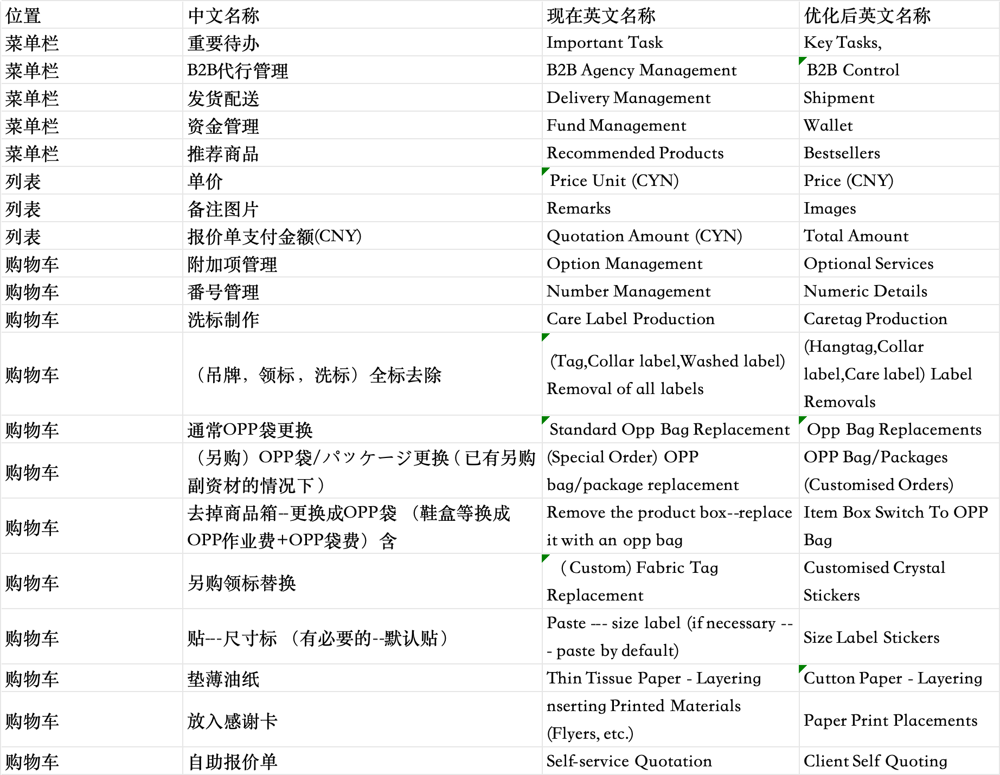 位置 中文名称 现在英文名称 优化后英文名称
菜单栏 重要待办 Important Task Key Tasks,
菜单栏 B2B代行管理 B2B Agency Management B2B Control
菜单栏 发货配送 Delivery Management Shipment
菜单栏 资金管理 Fund Management Wallet
菜单栏 推荐商品 Recommended Products Bestsellers
列表 单价 Price Unit (CYN) Price (CNY)
列表 备注图片 Remarks Images
列表 报价单支付金额(CNY) Quotation Amount (CYN) Total Amount
购物车 附加项管理 Option Management Optional Services
购物车 番号管理 Number Management Numeric Details
购物车 洗标制作 Care Label Production Caretag Production
购物车
（吊牌，领标，洗标）全标去除
(Tag,Collar label,Washed label)
Removal of all labels
(Hangtag,Collar
label,Care label) Label
Removals
购物车 通常OPP袋更换 Standard Opp Bag Replacement Opp Bag Replacements
购物车
（另购）OPP袋/パッケージ更换（已有另购
副资材的情况下）
(Special Order) OPP
bag/package replacement
OPP Bag/Packages
(Customised Orders)
购物车
去掉商品箱--更换成OPP袋 （鞋盒等换成
OPP作业费+OPP袋费）含
Remove the product box--replace
it with an opp bag
Item Box Switch To OPP
Bag
购物车
另购领标替换
（Custom) Fabric Tag
Replacement
Customised Crystal
Stickers
购物车
贴---尺寸标 （有必要的--默认贴）
Paste --- size label (if necessary --
- paste by default)
Size Label Stickers
购物车 垫薄油纸 Thin Tissue Paper - Layering Cutton Paper - Layering
购物车
放入感谢卡
nserting Printed Materials
(Flyers, etc.)
Paper Print Placements
购物车 自助报价单 Self-service Quotation Client Self Quoting